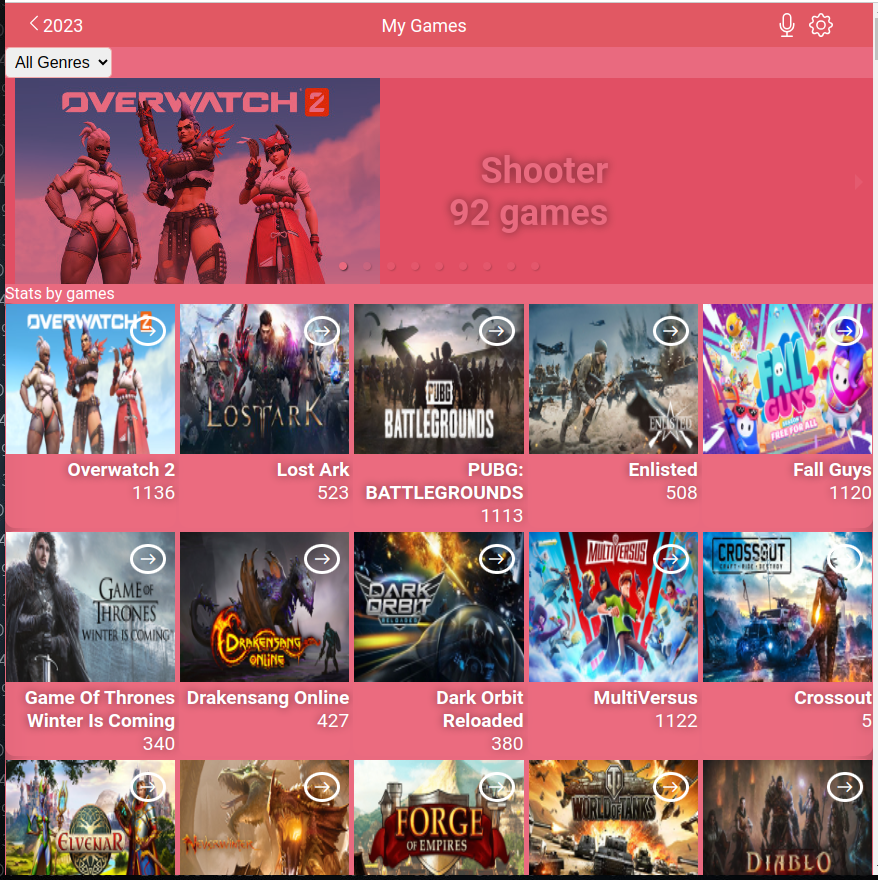 2023
My Games
All Genres
OVERWATCH 2
Shooter
92 games
Stats by games
OVERWATCH 2
LOST ARK
PUBG
BATTLEGROUNDS
ENLISTED
FALL
GUYS
FREE FOR ALL
Overwatch 2
1136
Lost Ark
523
PUBG:
BATTLEGROUNDS
1113
Enlisted
508
Fall Guys
1120
GAME OF
THRONES
WINTER IS COMING
DRAKENSANG
ONLINE
DARK
ORBIT
RELOADED
MULTIVERSUS
CROSSOUT
CRAFT • RIDE • DESTROY
Game Of Thrones
Winter Is Coming
340
Drakensang Online
427
Dark Orbit
Reloaded
380
MultiVersus
1122
Crossout
5
ELVENAR
NEVERWINTER
FORGE
OF EMPIRES
WORLD OF TANKS
DIABLO